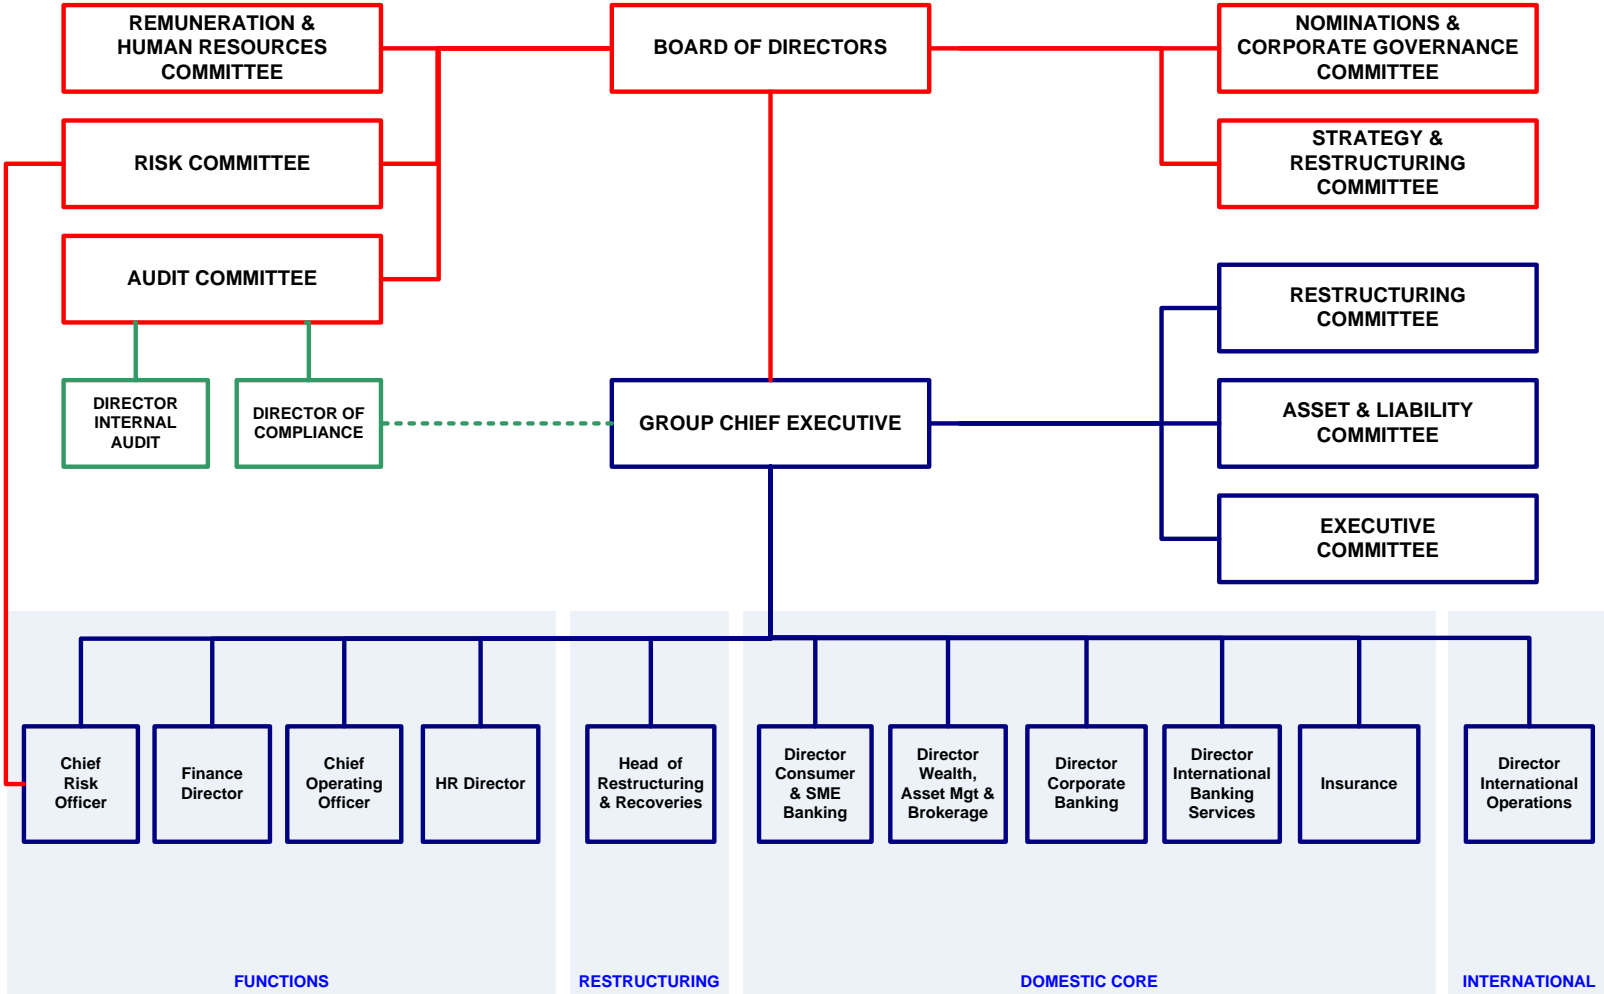 REMUNERATION &
HUMAN RESOURCES
COMMITTEE
BOARD OF DIRECTORS
NOMINATIONS &
CORPORATE GOVERNANCE
COMMITTEE
RISK COMMITTEE
STRATEGY &
RESTRUCTURING
COMMITTEE
AUDIT COMMITTEE
RESTRUCTURING
COMMITTEE
DIRECTOR
INTERNAL
AUDIT
DIRECTOR OF
COMPLIANCE
GROUP CHIEF EXECUTIVE
ASSET & LIABILITY
COMMITTEE
EXECUTIVE
COMMITTEE
Chief
Risk
Officer
Finance
Director
Chief
Operating
Officer
HR Director
Head of
Restructuring
& Recoveries
Director
Consumer
& SME
Banking
Director
Wealth,
Asset Mgt &
Brokerage
Director
Corporate
Banking
Director
International
Banking
Services
Insurance
Director
International
Operations
FUNCTIONS
RESTRUCTURING
DOMESTIC CORE
INTERNATIONAL